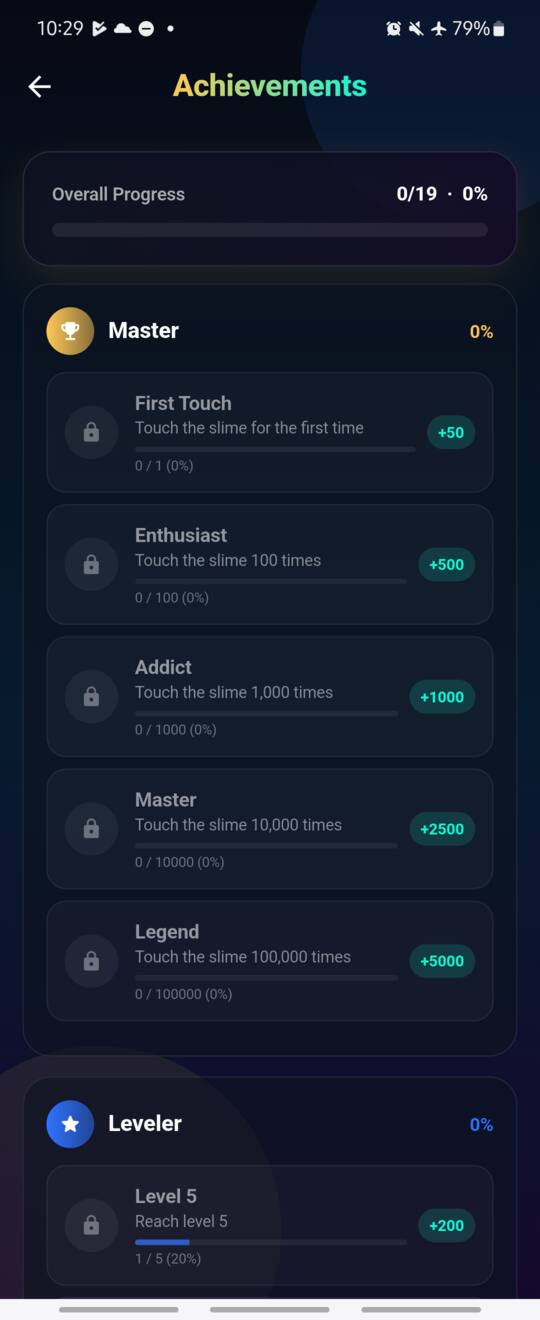 10:29
79%
Achievements
Overall Progress
0/19 · 0%
Master
0%
First Touch
Touch the slime for the first time
+50
0 / 1 (0%)
Enthusiast
Touch the slime 100 times
+500
0 / 100 (0%)
Addict
Touch the slime 1,000 times
+1000
0 / 1000 (0%)
Master
Touch the slime 10,000 times
+2500
0 / 10000 (0%)
Legend
Touch the slime 100,000 times
+5000
0 / 100000 (0%)
Leveler
0%
Level 5
Reach level 5
+200
1 / 5 (20%)